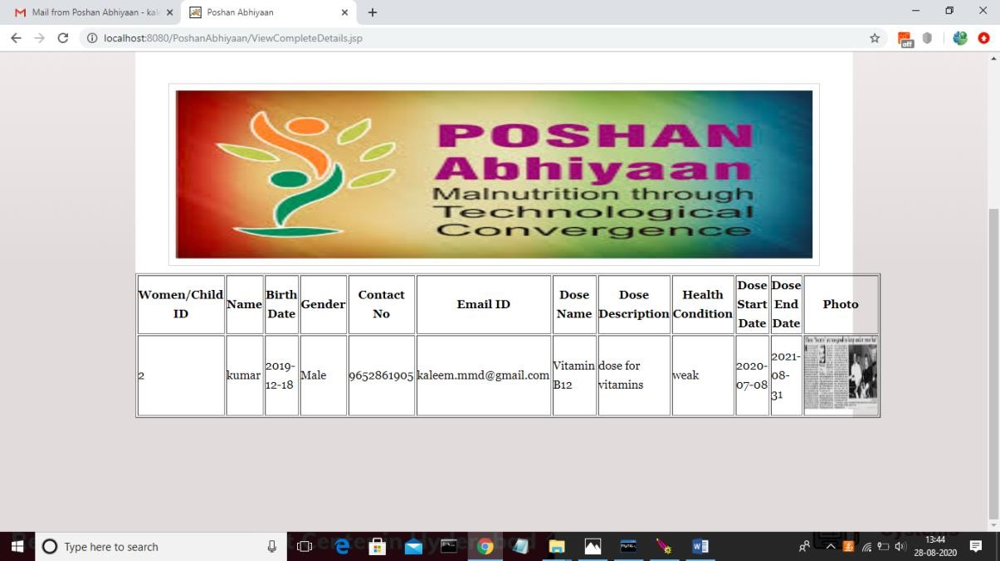 Mail from Poshan Abhiyaan - kal
Poshan Abhiyaan
localhost:8080/PoshanAbhiyaan/ViewCompleteDetails.jsp
off
POSHAN
Abhiyaan
Malnutrition through
Technological
Convergence
Women/Child ID Name Birth Date Gender Contact No Email ID Dose Name Dose Description Health Condition Dose Start Date Dose End Date Photo
2 kumar 2019-12-18 Male 9652861905 kaleem.mmd@gmail.com Vitamin B12 dose for vitamins weak 2020-07-08 2021-08-31
Type here to search
13:44
28-08-2020